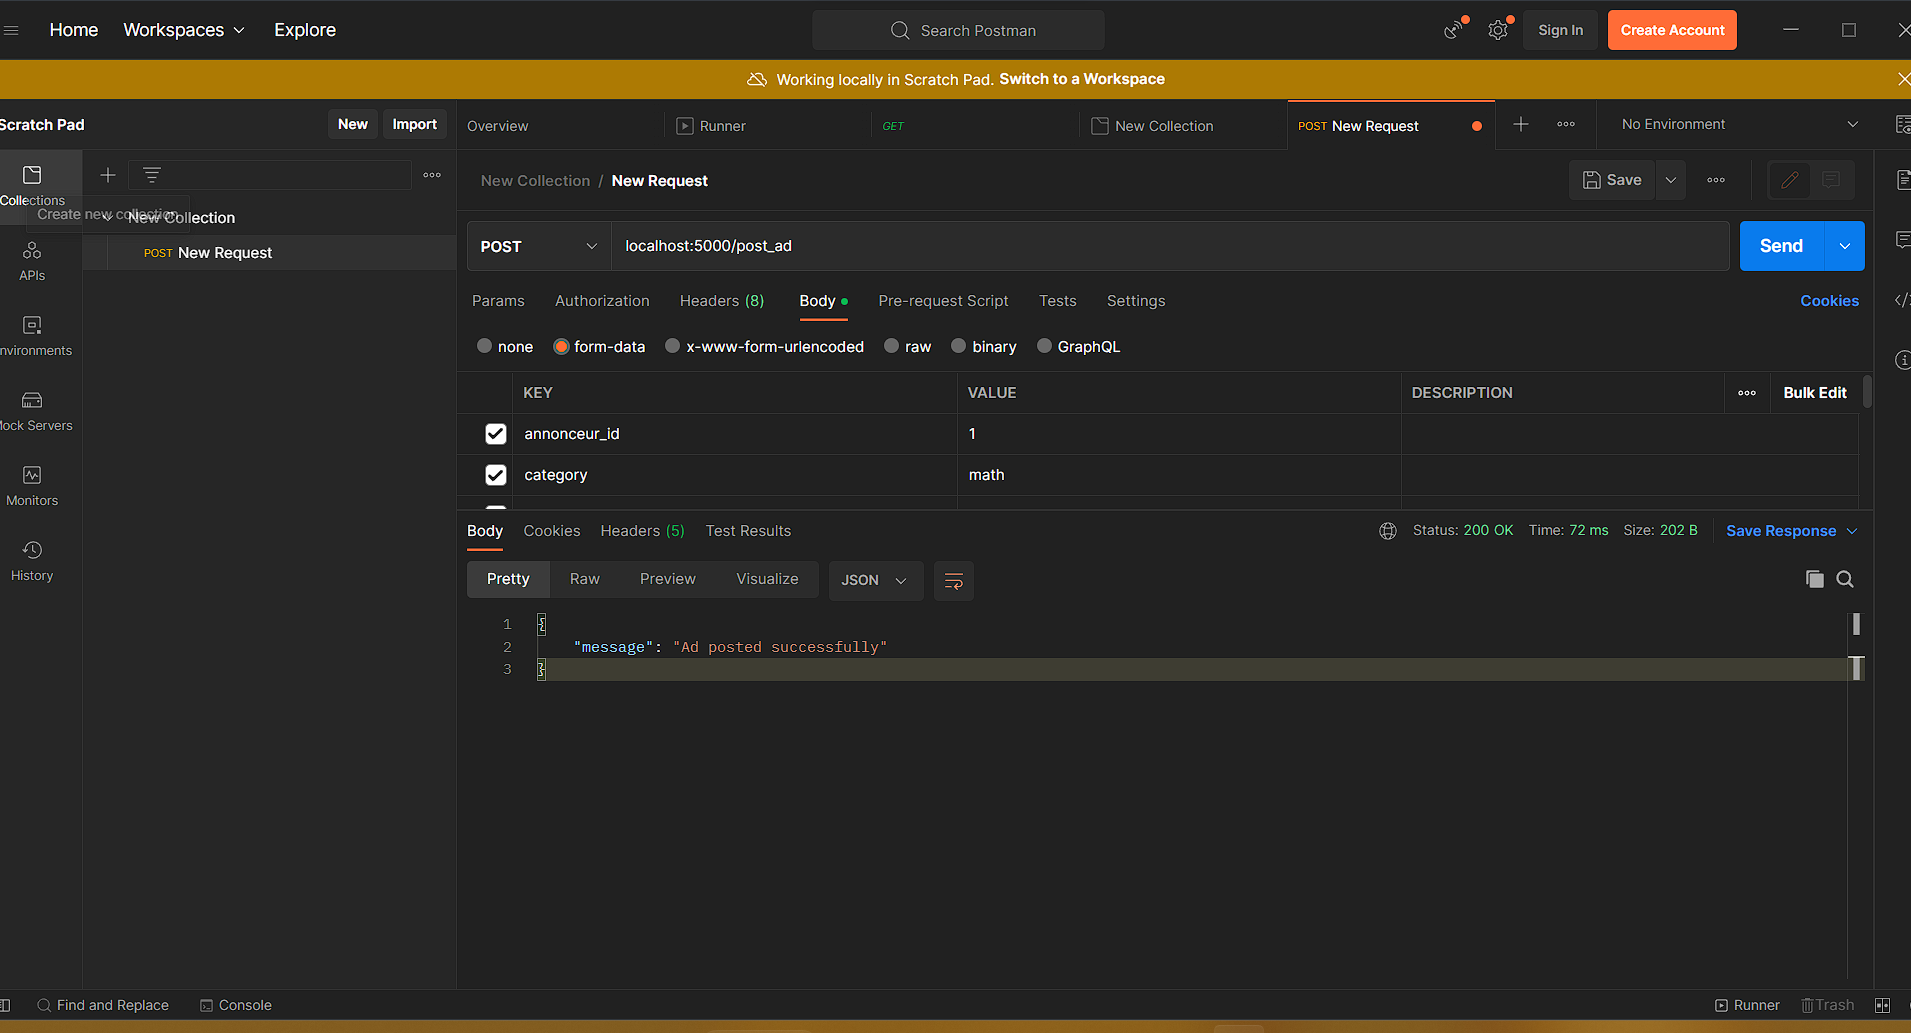 Home Workspaces Explore Search Postman Sign In Create Account
Working locally in Scratch Pad. Switch to a Workspace
Scratch Pad New Import Overview Runner GET New Collection POST New Request No Environment
Collections
Create new collection
New Collection
POST New Request
APIs
nvironments
Mock Servers
Monitors
History
New Collection / New Request Save
POST localhost:5000/post_ad Send
Params Authorization Headers (8) Body Pre-request Script Tests Settings Cookies
none form-data x-www-form-urlencoded raw binary GraphQL
KEY VALUE DESCRIPTION Bulk Edit
annonceur_id 1
category math
Body Cookies Headers (5) Test Results Status: 200 OK Time: 72 ms Size: 202 B Save Response
Pretty Raw Preview Visualize JSON
1 {
2 "message": "Ad posted successfully"
3 }
Find and Replace Console Runner Trash